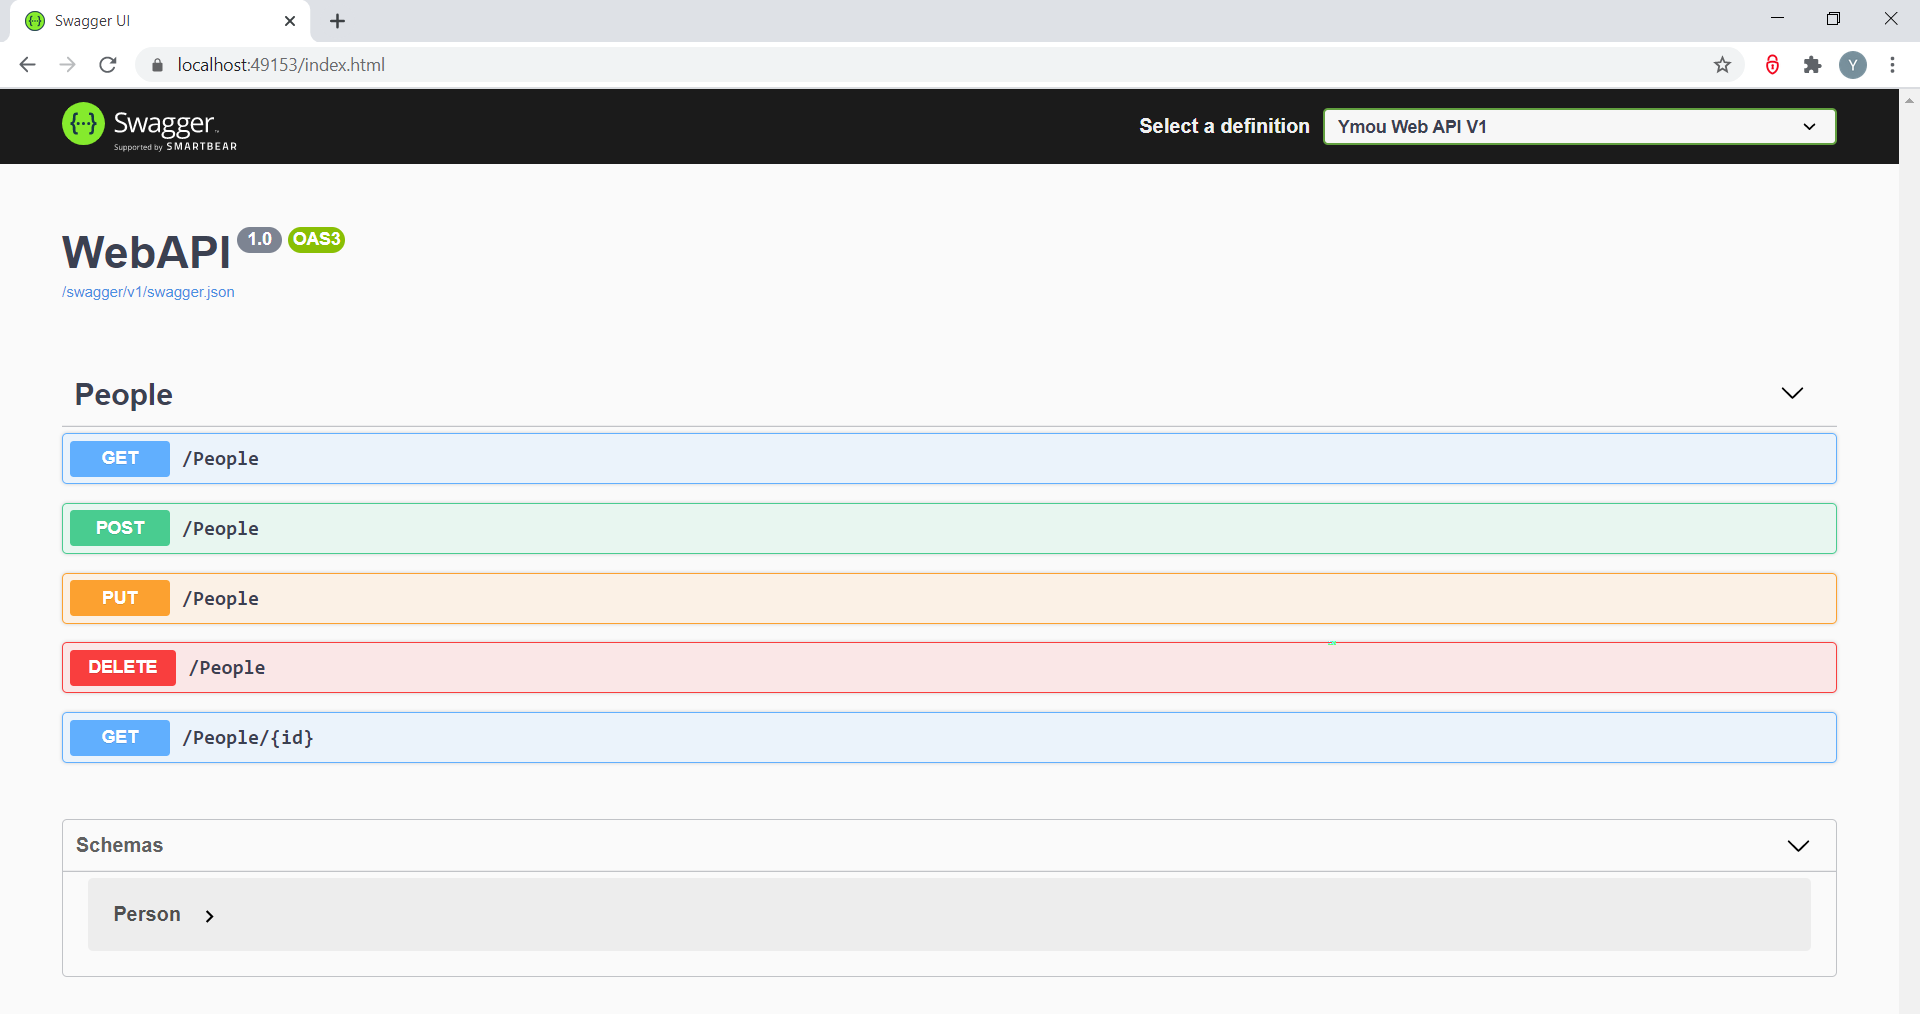 Swagger UI
localhost:49153/index.html
Y
{···} Swagger™
Supported by SMARTBEAR
Select a definition
Ymou Web API V1
WebAPI 1.0 OAS3
/swagger/v1/swagger.json
People
GET /People
POST /People
PUT /People
DELETE /People
GET /People/{id}
Schemas
Person